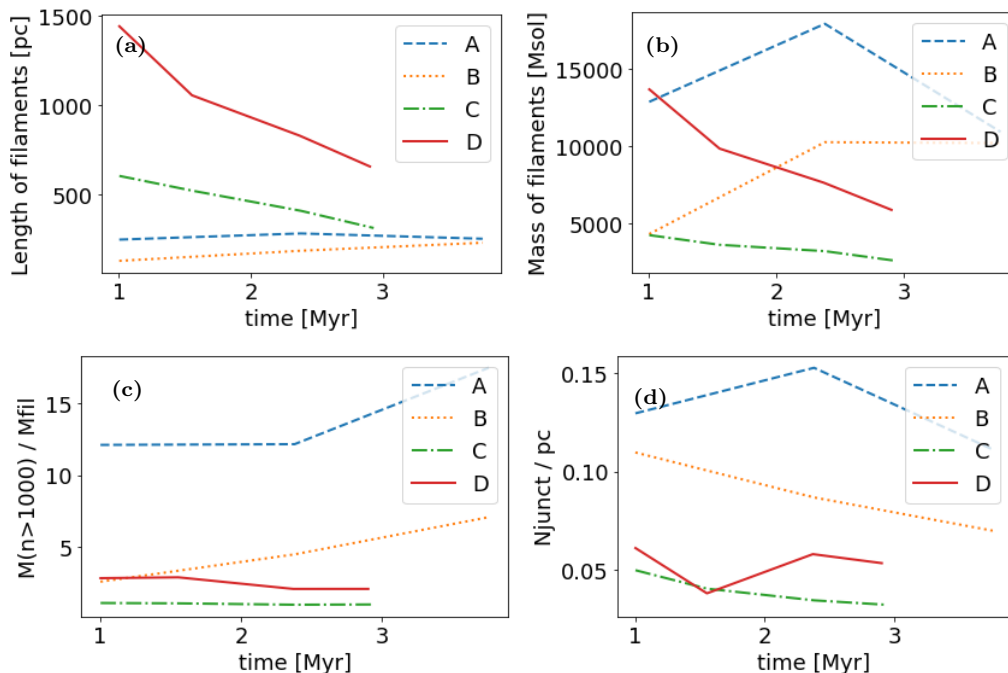 (a)
Length of filaments [pc]
1500
1000
500
1 2 3
time [Myr]
A
B
C
D
(b)
Mass of filaments [Msol]
15000
10000
5000
1 2 3
time [Myr]
A
B
C
D
(c)
M(n>1000) / Mfil
15
10
5
1 2 3
time [Myr]
A
B
C
D
(d)
Njunct / pc
0.15
0.10
0.05
1 2 3
time [Myr]
A
B
C
D